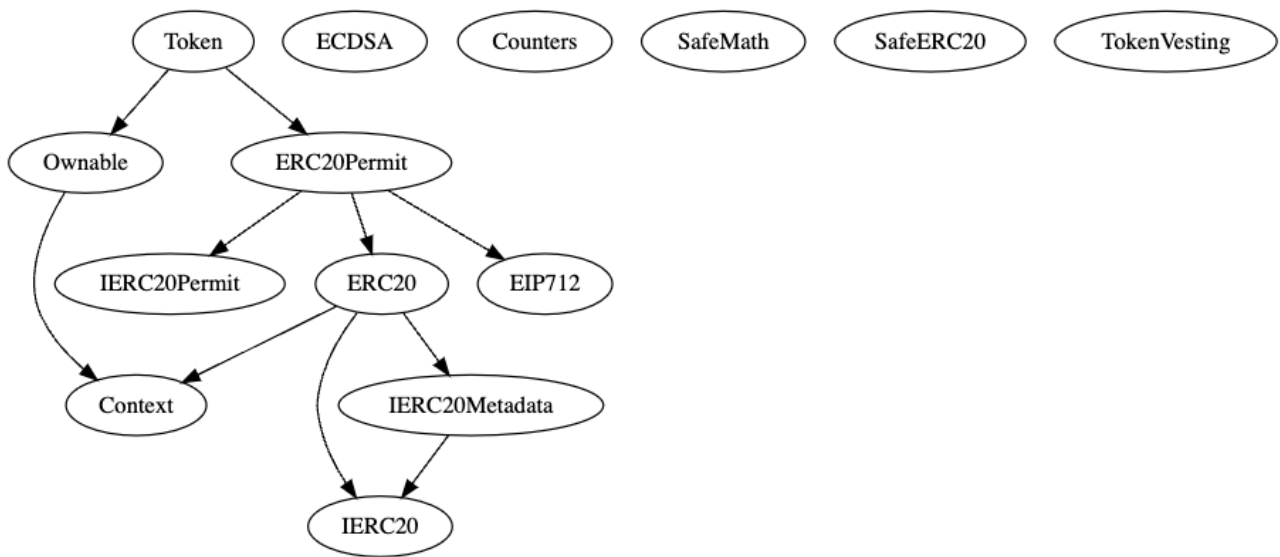 Token
ECDSA
Counters
SafeMath
SafeERC20
TokenVesting
Ownable
ERC20Permit
IERC20Permit
ERC20
EIP712
Context
IERC20Metadata
IERC20